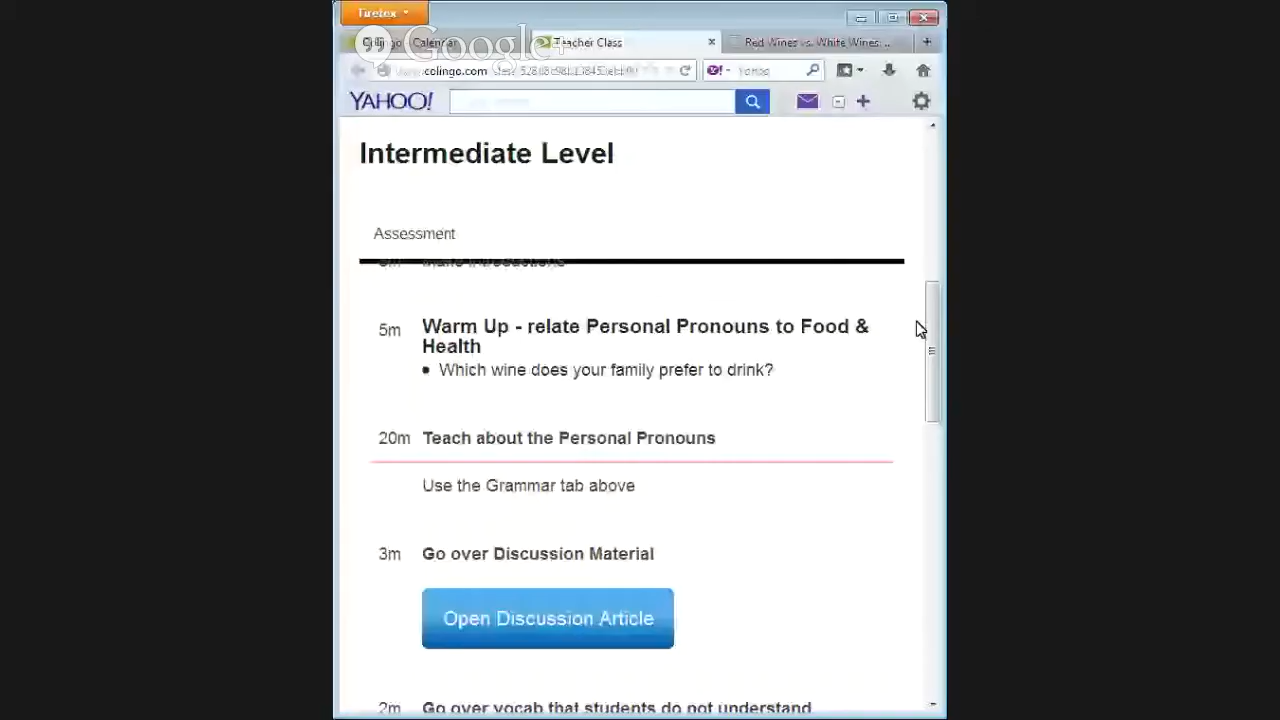 Firefox
Colingo Calendar
Teacher Class
Red Wines vs. White Wines: ...
Google+
colingo.com
YAHOO!
Intermediate Level
Assessment
5m
Warm Up - relate Personal Pronouns to Food &
Health
Which wine does your family prefer to drink?
20m Teach about the Personal Pronouns
Use the Grammar tab above
3m Go over Discussion Material
Open Discussion Article
2m Go over vocab that students do not understand